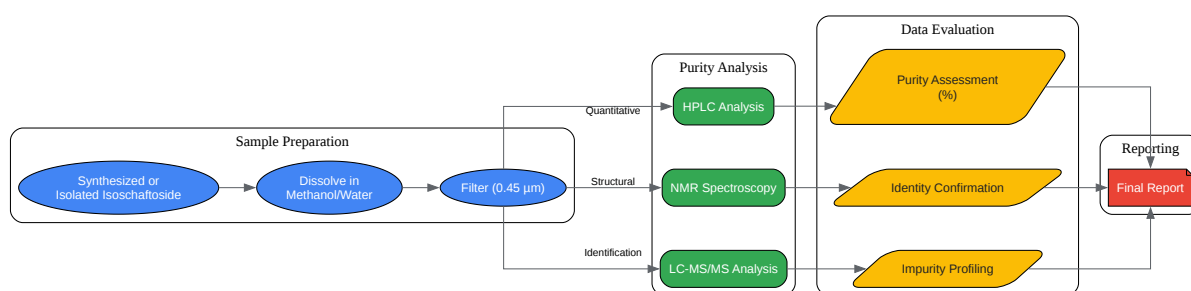 Sample Preparation
Synthesized or
Isolated Isoschaftoside
Dissolve in
Methanol/Water
Filter (0.45 µm)
Quantitative
Structural
Identification
Purity Analysis
HPLC Analysis
NMR Spectroscopy
LC-MS/MS Analysis
Data Evaluation
Purity Assessment
(%)
Identity Confirmation
Impurity Profiling
Reporting
Final Report